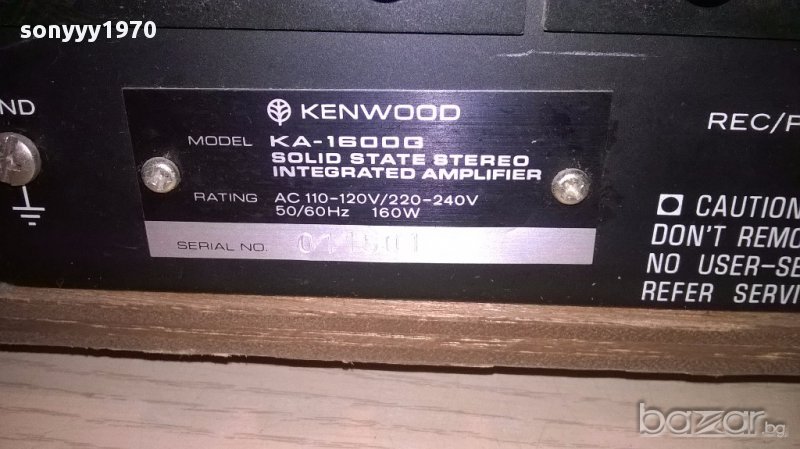 sonyyy1970
ND
KENWOOD
MODEL KA-1600G
SOLID STATE STEREO
INTEGRATED AMPLIFIER
RATING AC 110-120V/220-240V
50/60Hz 160W
SERIAL NO.
REC/P
CAUTION
DON'T REMO
NO USER-SE
REFER SERVI
bazar.bg